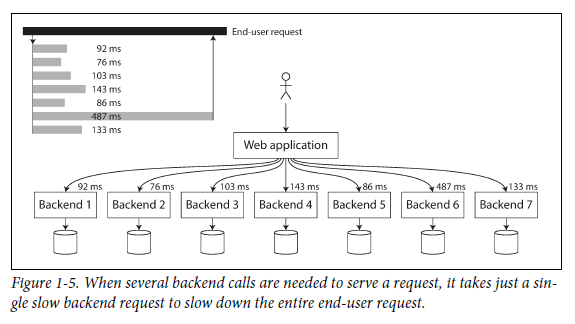 End-user request
92 ms
76 ms
103 ms
143 ms
86 ms
487 ms
133 ms
Web application
92 ms 76 ms 103 ms 143 ms 86 ms 487 ms 133 ms
Backend 1 Backend 2 Backend 3 Backend 4 Backend 5 Backend 6 Backend 7
Figure 1-5. When several backend calls are needed to serve a request, it takes just a sin-
gle slow backend request to slow down the entire end-user request.